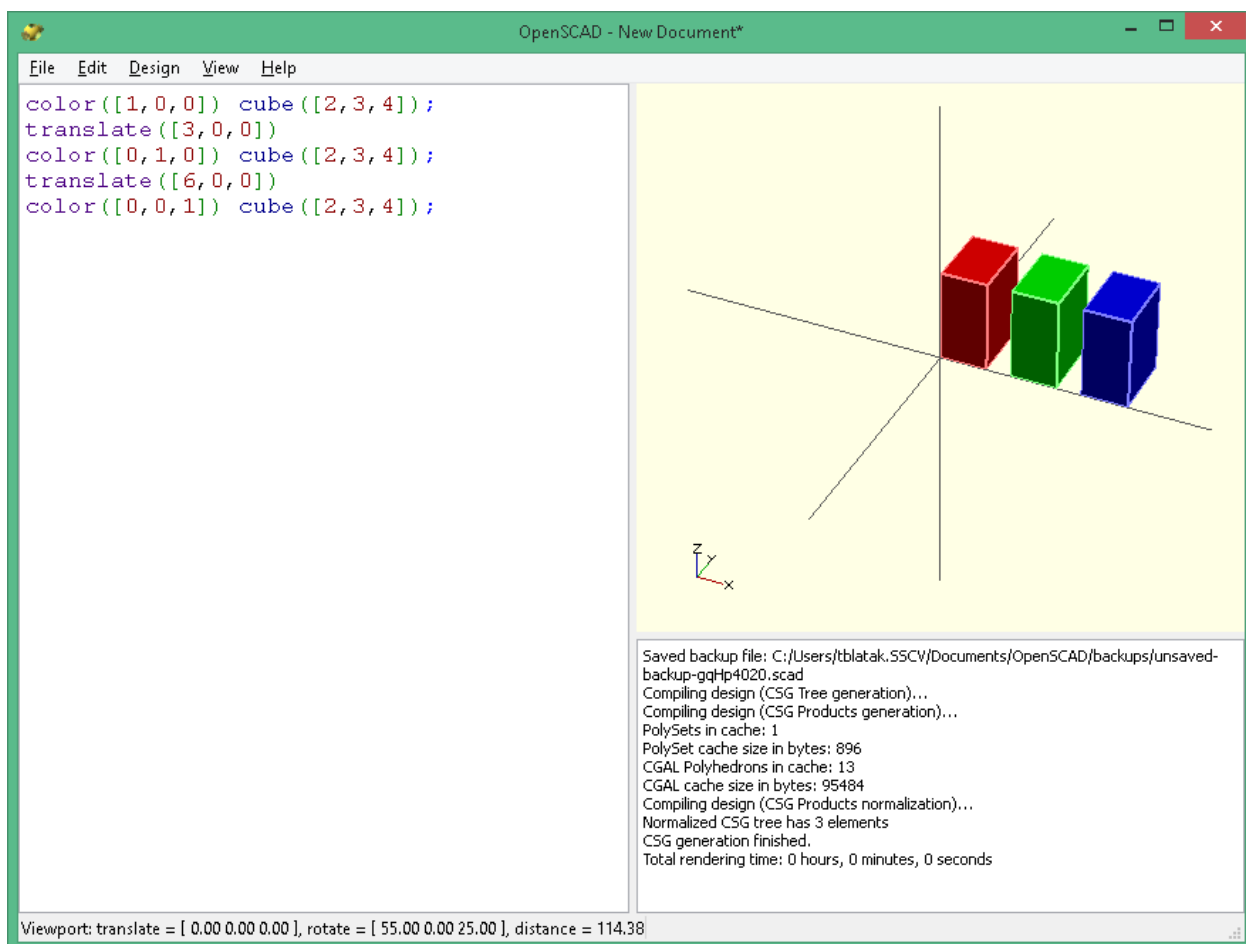 OpenSCAD - New Document*
File Edit Design View Help
color([1,0,0]) cube([2,3,4]);
translate([3,0,0])
color([0,1,0]) cube([2,3,4]);
translate([6,0,0])
color([0,0,1]) cube([2,3,4]);
Z
Y
X
Saved backup file: C:/Users/tblatak.SSCV/Documents/OpenSCAD/backups/unsaved-
backup-gqHp4020.scad
Compiling design (CSG Tree generation)...
Compiling design (CSG Products generation)...
PolySets in cache: 1
PolySet cache size in bytes: 896
CGAL Polyhedrons in cache: 13
CGAL cache size in bytes: 95484
Compiling design (CSG Products normalization)...
Normalized CSG tree has 3 elements
CSG generation finished.
Total rendering time: 0 hours, 0 minutes, 0 seconds
Viewport: translate = [ 0.00 0.00 0.00 ], rotate = [ 55.00 0.00 25.00 ], distance = 114.38